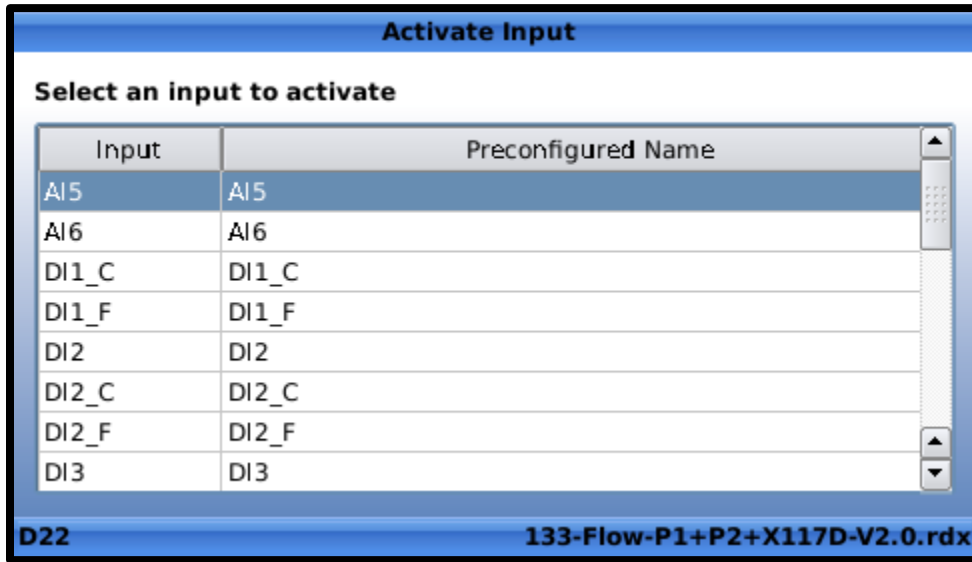 Activate Input
Select an input to activate
Input Preconfigured Name
AI5 AI5
AI6 AI6
DI1_C DI1_C
DI1_F DI1_F
DI2 DI2
DI2_C DI2_C
DI2_F DI2_F
DI3 DI3
D22 133-Flow-P1+P2+X117D-V2.0.rdx